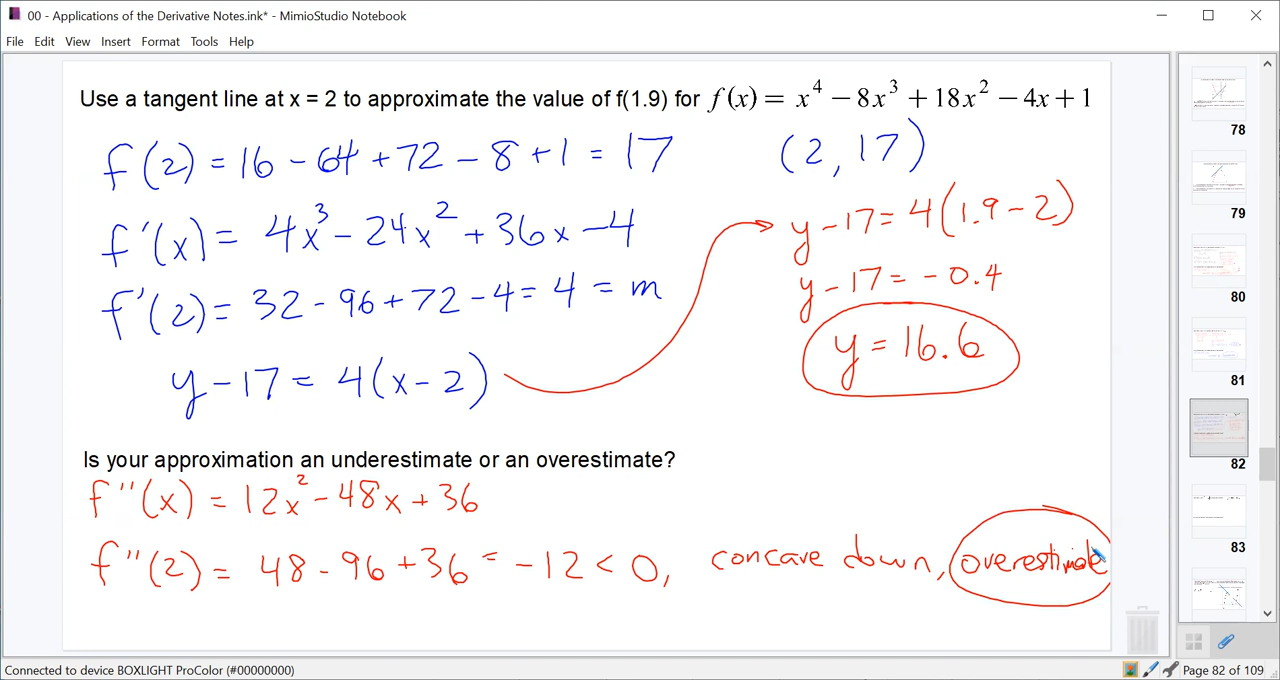 00 - Applications of the Derivative Notes.ink* - MimioStudio Notebook
File Edit View Insert Format Tools Help
Use a tangent line at x = 2 to approximate the value of f(1.9) for f(x) = x⁴ − 8x³ + 18x² − 4x + 1
f(2) = 16 - 64 + 72 - 8 + 1 = 17
(2, 17)
f'(x) = 4x³ - 24x² + 36x - 4
f'(2) = 32 - 96 + 72 - 4 = 4 = m
y - 17 = 4(x - 2)
y - 17 = 4(1.9 - 2)
y - 17 = - 0.4
y = 16.6
Is your approximation an underestimate or an overestimate?
f''(x) = 12x² - 48x + 36
f''(2) = 48 - 96 + 36 = -12 < 0, concave down, overestimate
78
79
80
81
82
83
Connected to device BOXLIGHT ProColor (#00000000)
Page 82 of 109